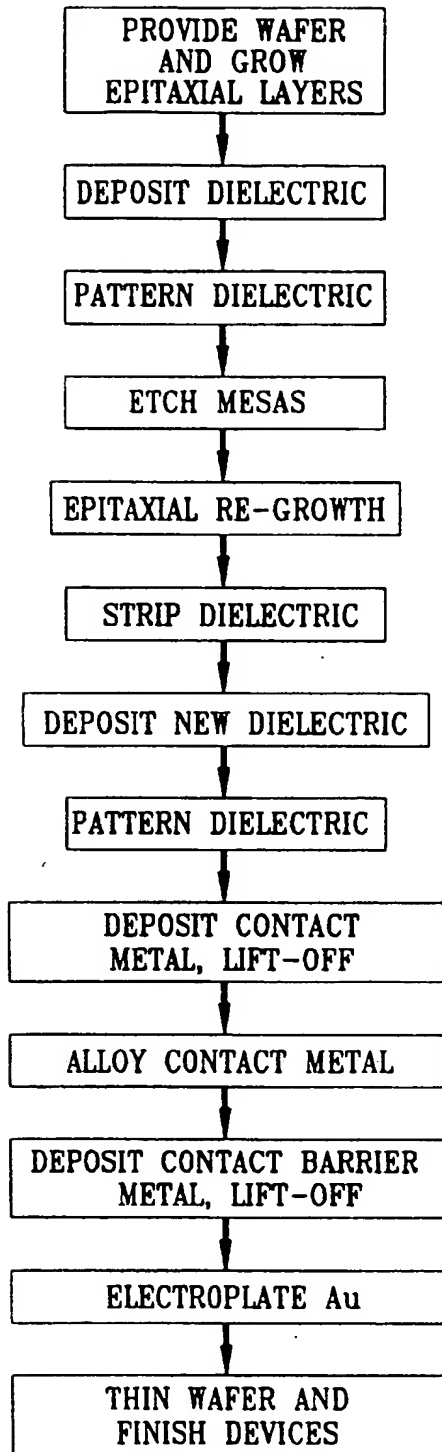 PROVIDE WAFER
AND GROW
EPITAXIAL LAYERS
DEPOSIT DIELECTRIC
PATTERN DIELECTRIC
ETCH MESAS
EPITAXIAL RE-GROWTH
STRIP DIELECTRIC
DEPOSIT NEW DIELECTRIC
PATTERN DIELECTRIC
DEPOSIT CONTACT
METAL, LIFT-OFF
ALLOY CONTACT METAL
DEPOSIT CONTACT BARRIER
METAL, LIFT-OFF
ELECTROPLATE Au
THIN WAFER AND
FINISH DEVICES